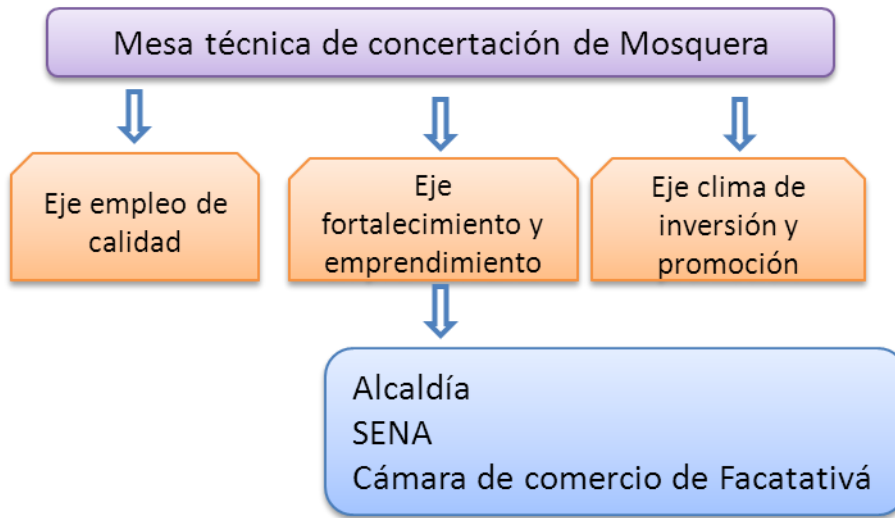 Mesa técnica de concertación de Mosquera
Eje empleo de
calidad
Eje
fortalecimiento y
emprendimiento
Eje clima de
inversión y
promoción
Alcaldía
SENA
Cámara de comercio de Facatativá